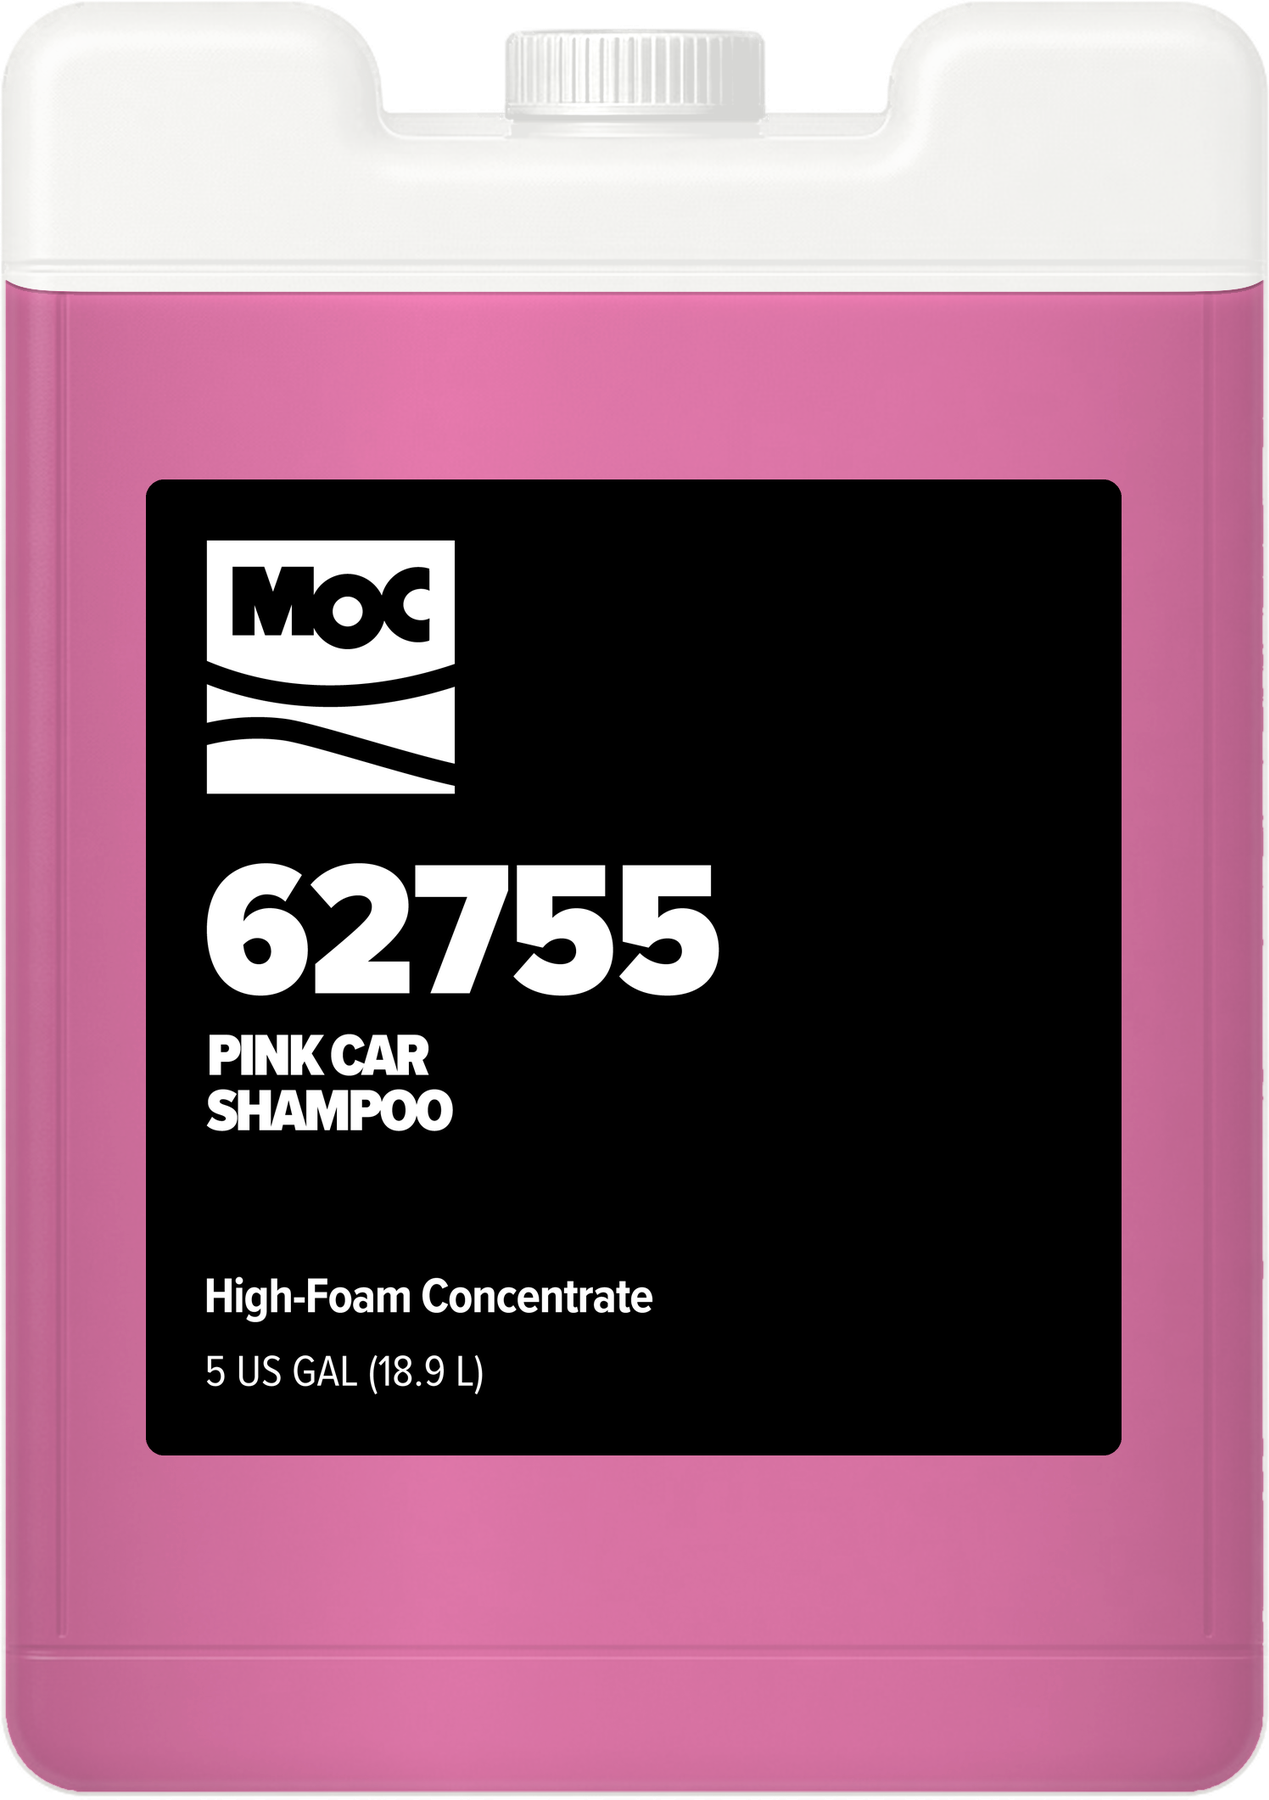 MOC
62755
PINK CAR
SHAMPOO
High-Foam Concentrate
5 US GAL (18.9 L)